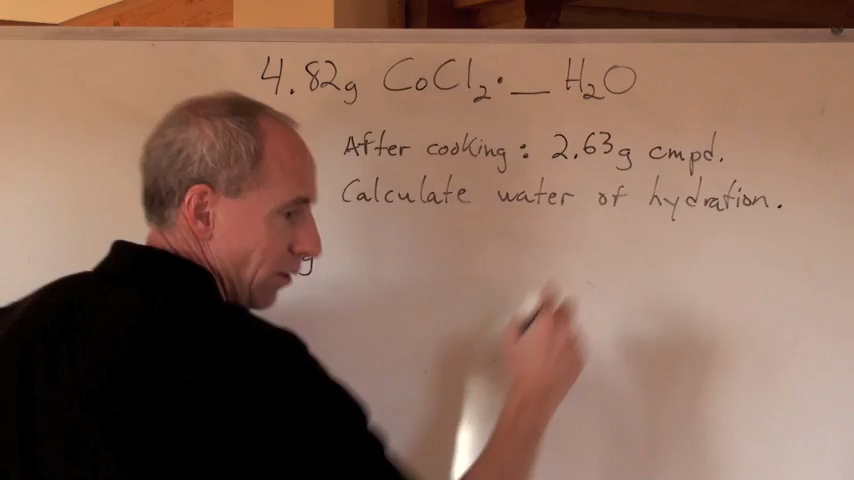 4.82g CoCl₂·__ H₂O
After cooking: 2.63g cmpd.
Calculate water of hydration.
g